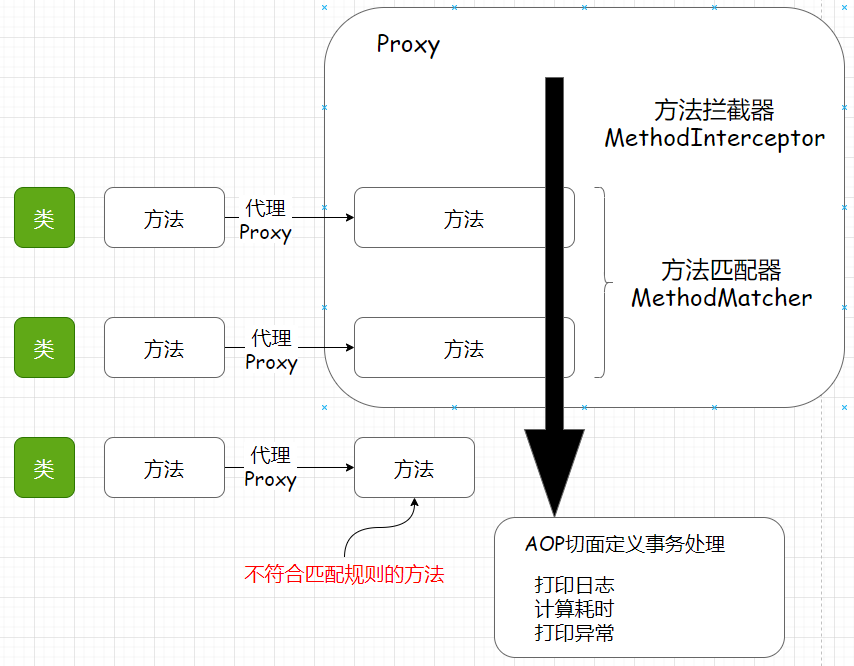 Proxy
方法拦截器
MethodInterceptor
类
方法
代理
Proxy
方法
方法匹配器
MethodMatcher
类
方法
代理
Proxy
方法
类
方法
代理
Proxy
方法
不符合匹配规则的方法
AOP切面定义事务处理
打印日志
计算耗时
打印异常